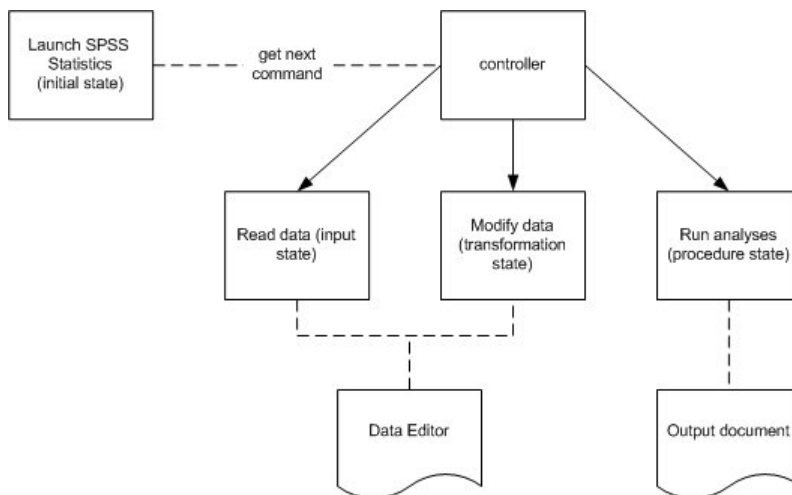 Launch SPSS
Statistics
(initial state)
get next
command
controller
Read data (input
state)
Modify data
(transformation
state)
Run analyses
(procedure state)
Data Editor
Output document